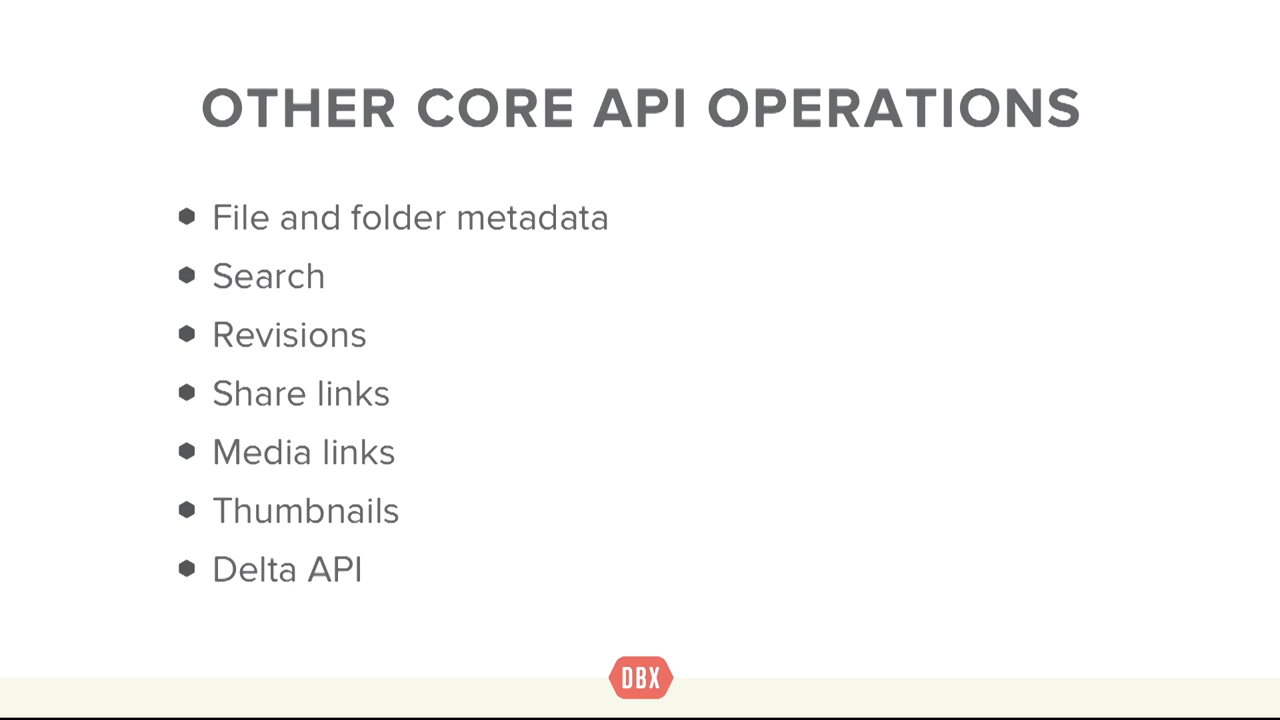 OTHER CORE API OPERATIONS
File and folder metadata
Search
Revisions
Share links
Media links
Thumbnails
Delta API
DBX